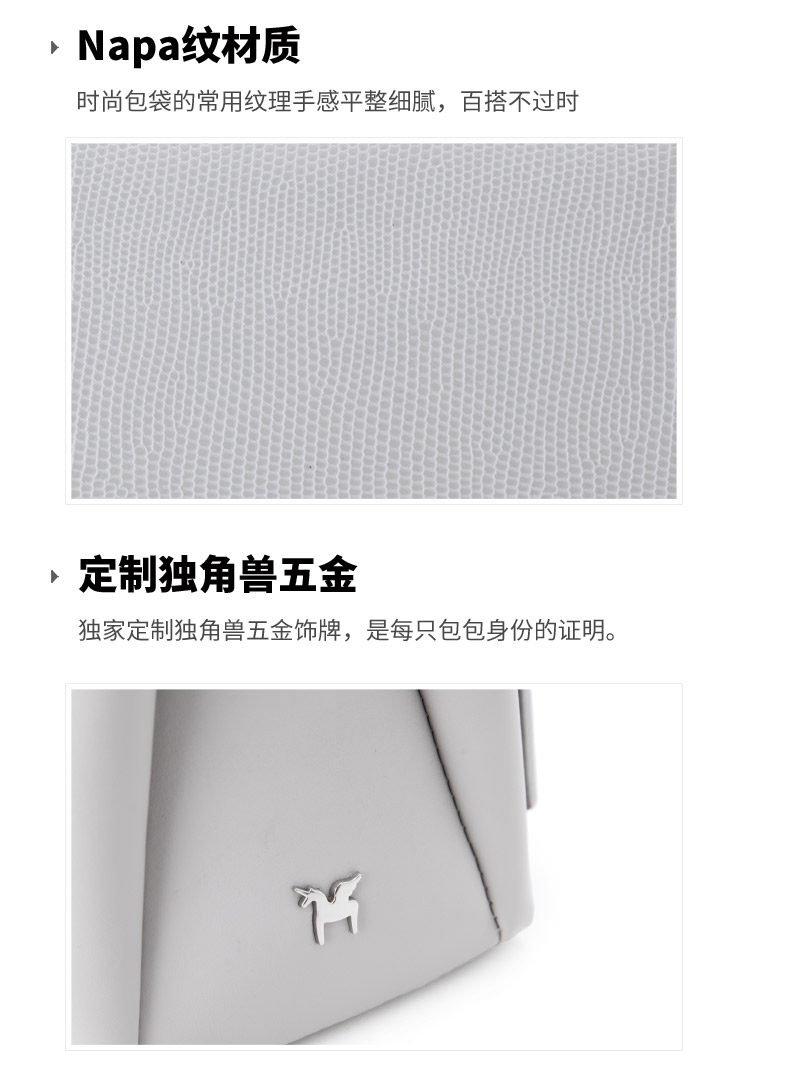 Napa纹材质
时尚包袋的常用纹理手感平整细腻，百搭不过时
定制独角兽五金
独家定制独角兽五金饰牌，是每只包包身份的证明。